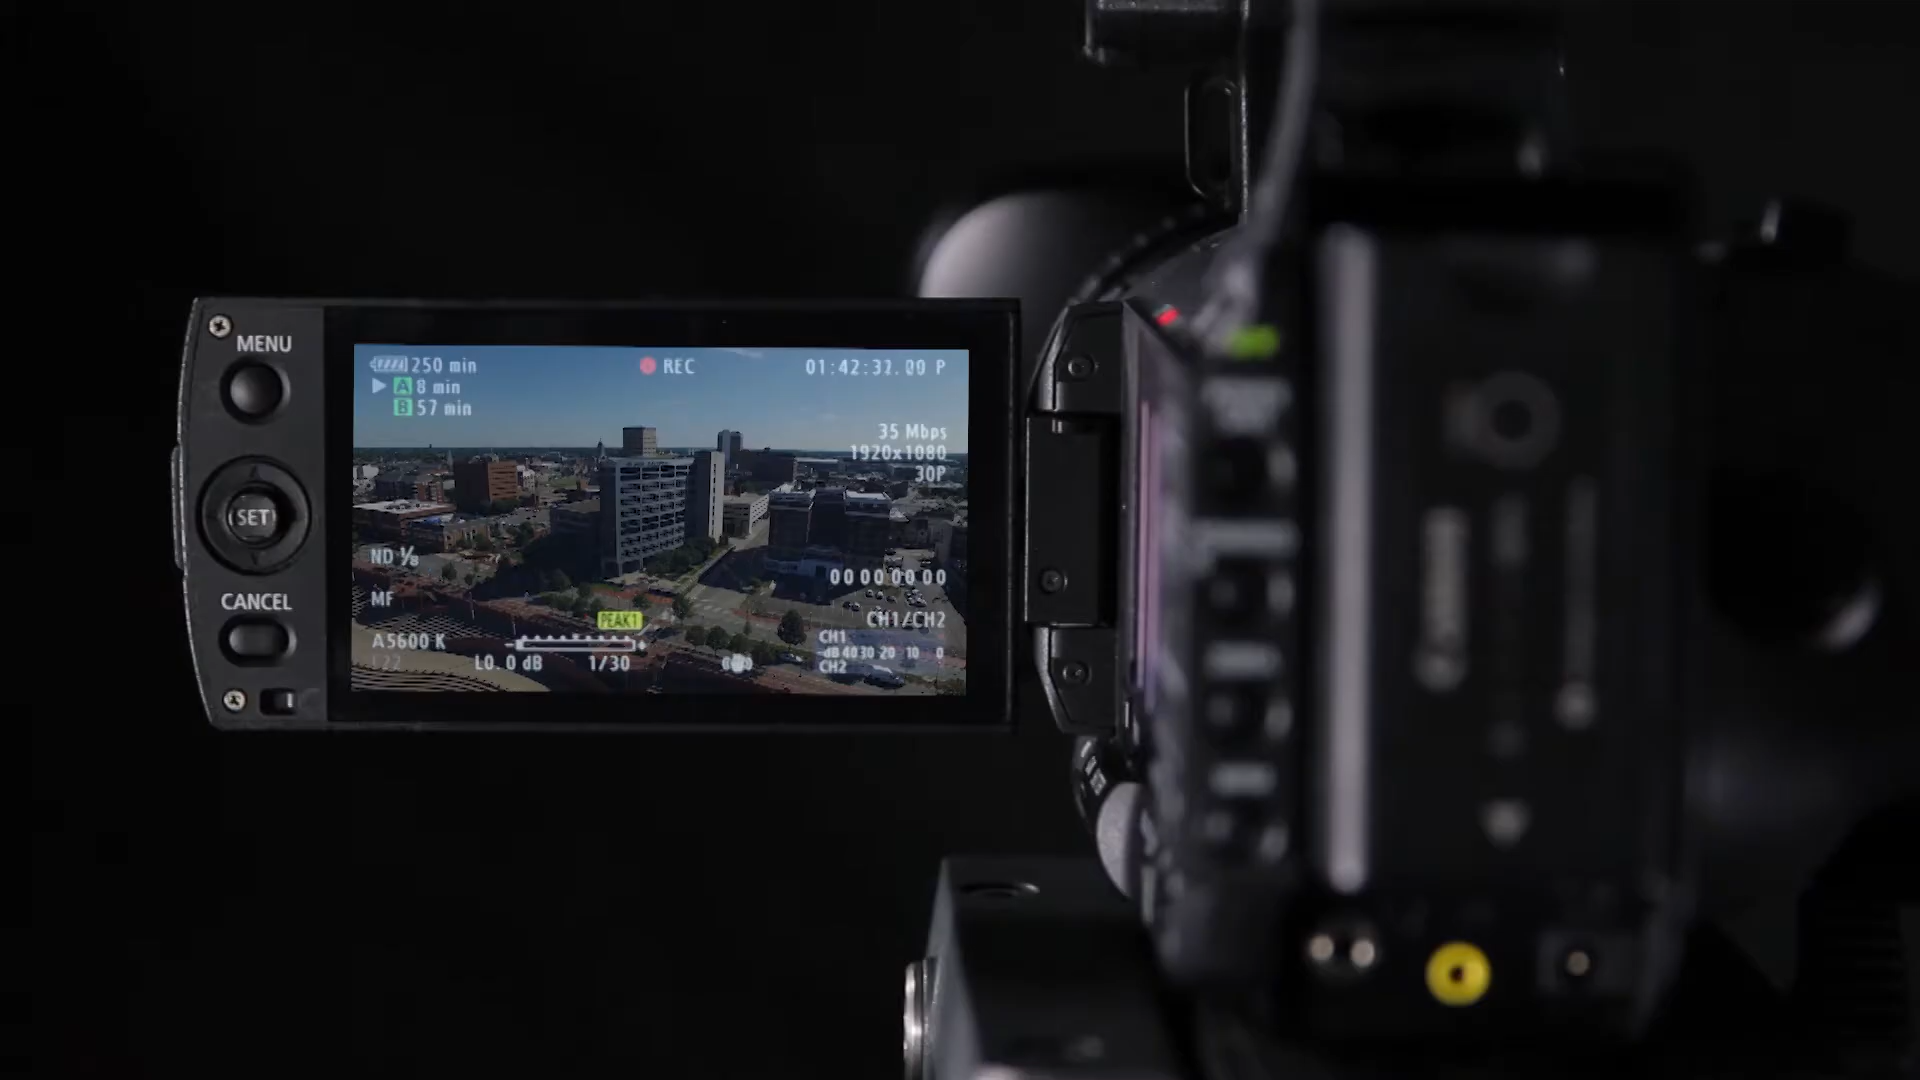 MENU
SET
CANCEL
250 min
REC
01:42:32.00 P
A 8 min
B 57 min
35 Mbps
1920x1080
30P
ND 1/8
00 00 00 00
MF
PEAK1
CH1/CH2
A 5600 K
CH1
dB 40 30 20 10 0
L0.0 dB
1/30
CH2